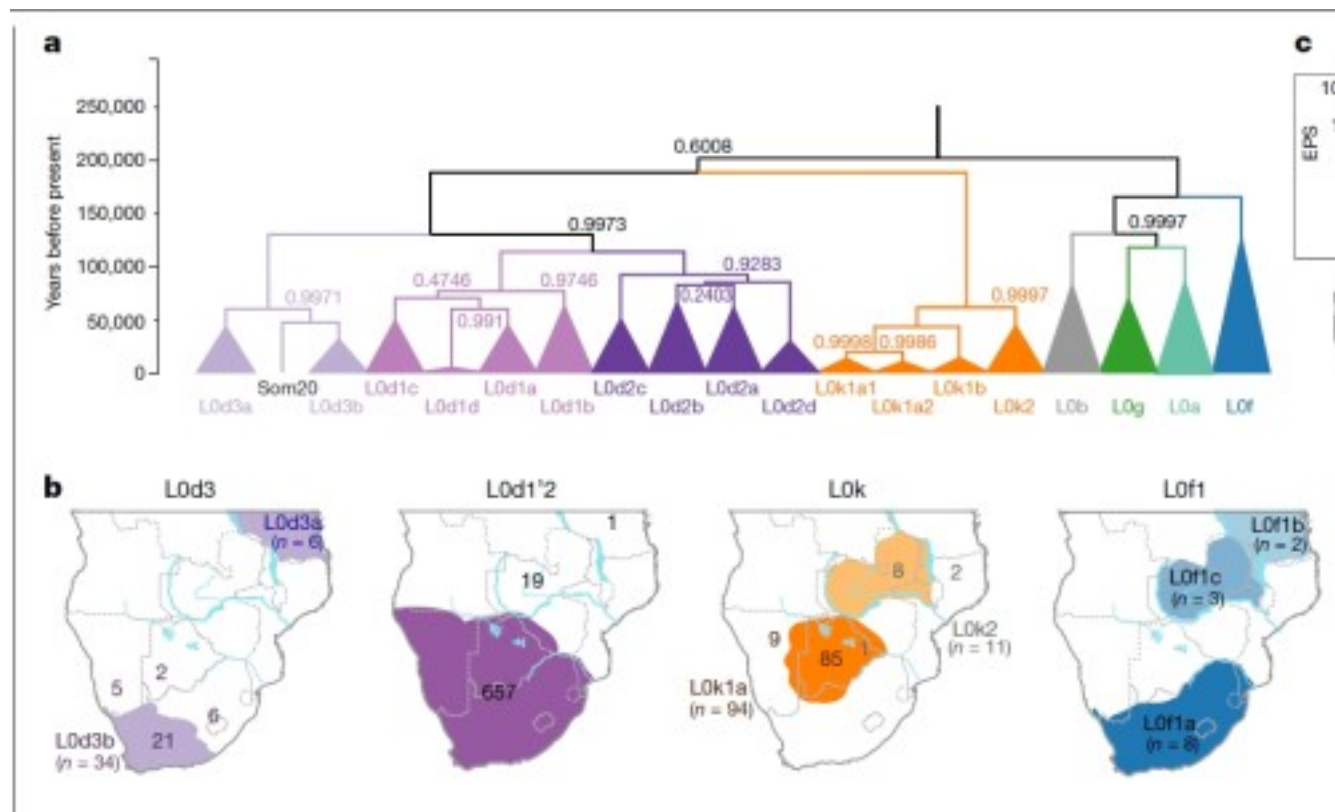 a
c
10
EPS
Years before present
250,000
200,000
150,000
100,000
50,000
0
0.6008
0.9973
0.9997
0.9283
0.4746
0.9746
0.2403
0.9971
0.991
0.9997
0.9998
0.9986
Som20
L0d1c
L0d1a
L0d2c
L0d2a
L0k1a1
L0k1b
L0d3a
L0d3b
L0d1d
L0d1b
L0d2b
L0d2d
L0k1a2
L0k2
L0b
L0g
L0a
L0f
b
L0d3
L0d1'2
L0k
L0f1
L0d3a
(n = 6)
5
2
6
21
L0d3b
(n = 34)
1
19
657
8
2
9
85
1
L0k2
(n = 11)
L0k1a
(n = 94)
L0f1b
(n = 2)
L0f1c
(n = 3)
L0f1a
(n = 8)